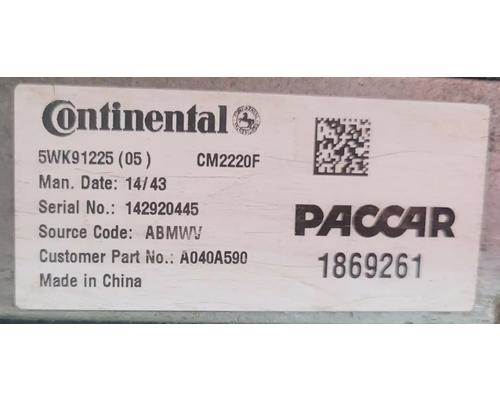 Continental
5WK91225 (05 ) CM2220F
Man. Date: 14/43
Serial No.: 142920445
Source Code: ABMWV
Customer Part No.: A040A590
Made in China
PACCAR
1869261